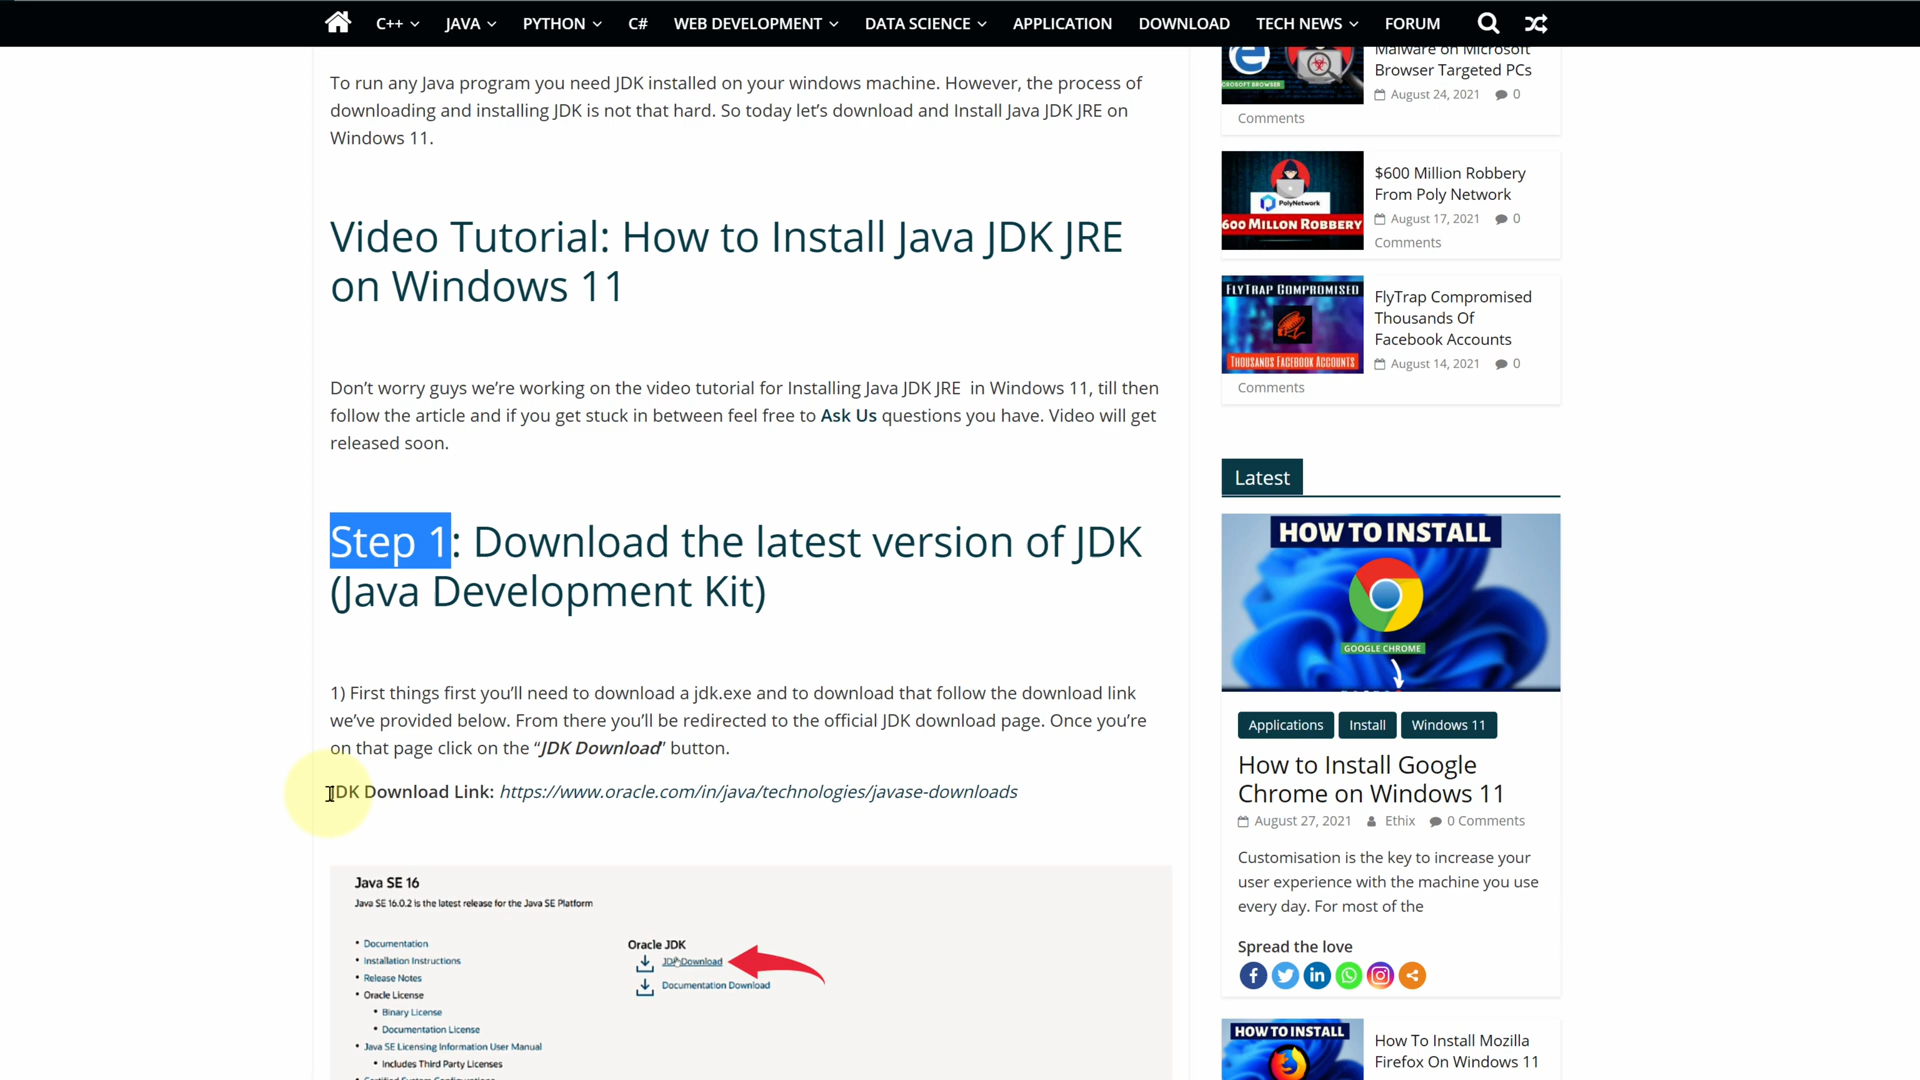 C++ JAVA PYTHON C# WEB DEVELOPMENT DATA SCIENCE APPLICATION DOWNLOAD TECH NEWS FORUM
To run any Java program you need JDK installed on your windows machine. However, the process of
downloading and installing JDK is not that hard. So today let's download and Install Java JDK JRE on
Windows 11.
Video Tutorial: How to Install Java JDK JRE
on Windows 11
Don't worry guys we're working on the video tutorial for Installing Java JDK JRE  in Windows 11, till then
follow the article and if you get stuck in between feel free to Ask Us questions you have. Video will get
released soon.
Step 1: Download the latest version of JDK
(Java Development Kit)
1) First things first you'll need to download a jdk.exe and to download that follow the download link
we've provided below. From there you'll be redirected to the official JDK download page. Once you're
on that page click on the “JDK Download” button.
JDK Download Link: https://www.oracle.com/in/java/technologies/javase-downloads
Java SE 16
Java SE 16.0.2 is the latest release for the Java SE Platform
Documentation
Installation Instructions
Release Notes
Oracle License
Binary License
Documentation License
Java SE Licensing Information User Manual
Includes Third Party Licenses
Oracle JDK
JDK Download
Documentation Download
Malware on Microsoft
Browser Targeted PCs
August 24, 2021 0
Comments
$600 Million Robbery
From Poly Network
August 17, 2021 0
Comments
PolyNetwork
600 MILLON ROBBERY
FlyTrap Compromised
Thousands Of
Facebook Accounts
August 14, 2021 0
Comments
FLYTRAP COMPROMISED
THOUSANDS FACEBOOK ACCOUNTS
Latest
HOW TO INSTALL
GOOGLE CHROME
Applications Install Windows 11
How to Install Google
Chrome on Windows 11
August 27, 2021 Ethix 0 Comments
Customisation is the key to increase your
user experience with the machine you use
every day. For most of the
Spread the love
HOW TO INSTALL
How To Install Mozilla
Firefox On Windows 11